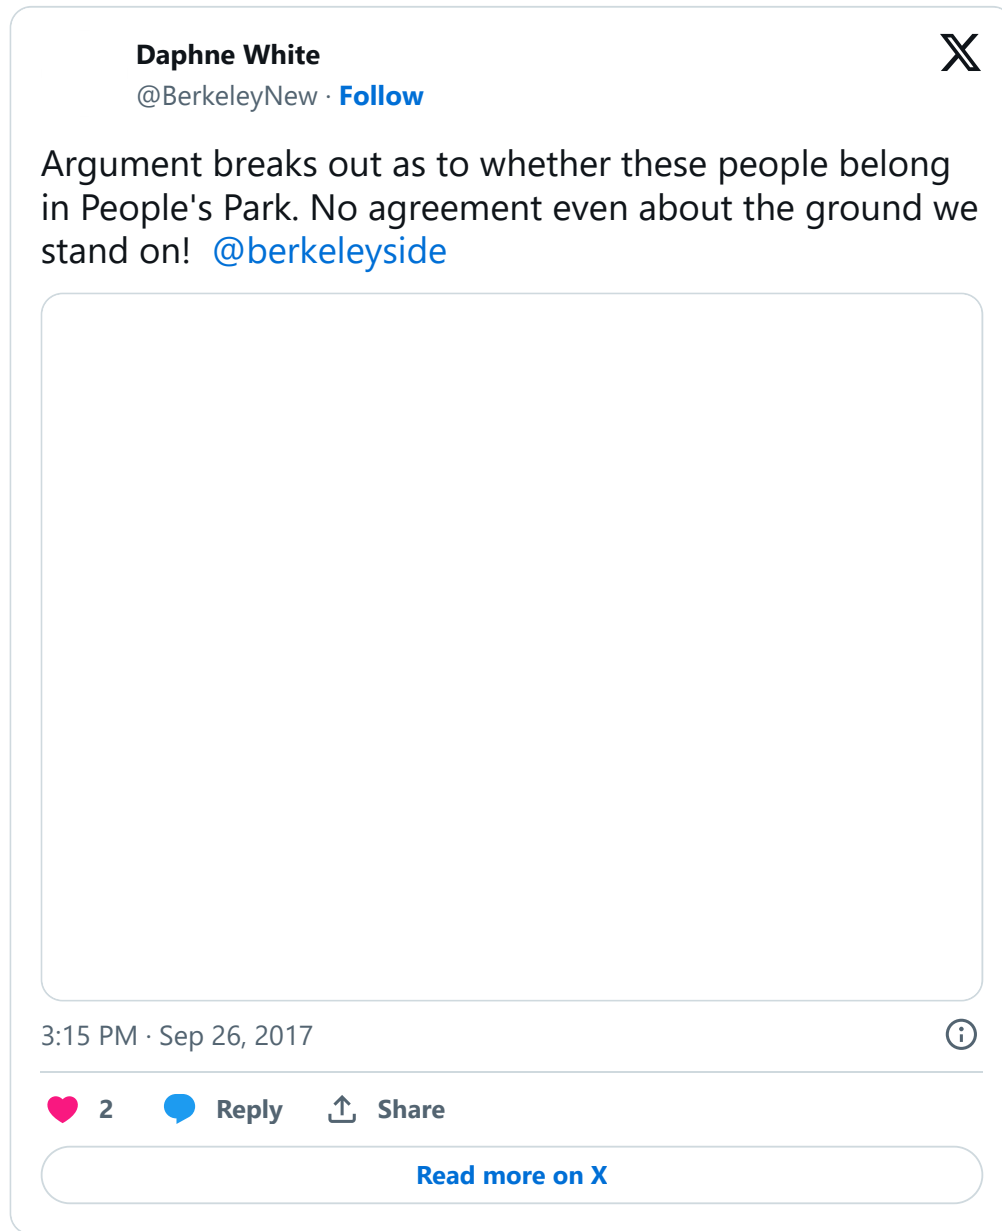 Daphne White
@BerkeleyNew · Follow
Argument breaks out as to whether these people belong
in People's Park. No agreement even about the ground we
stand on! @berkeleyside
3:15 PM · Sep 26, 2017
2 Reply Share
Read more on X